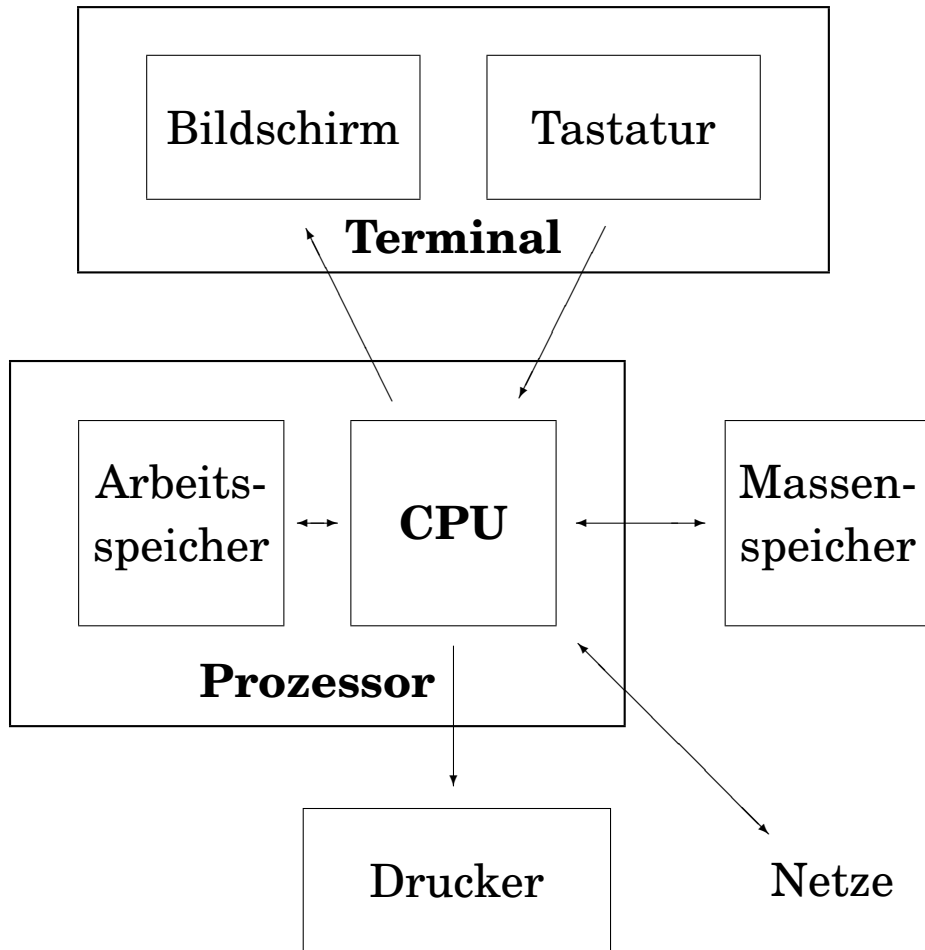 Bildschirm
Tastatur
Terminal
Arbeits-
speicher
CPU
Massen-
speicher
Prozessor
Drucker
Netze